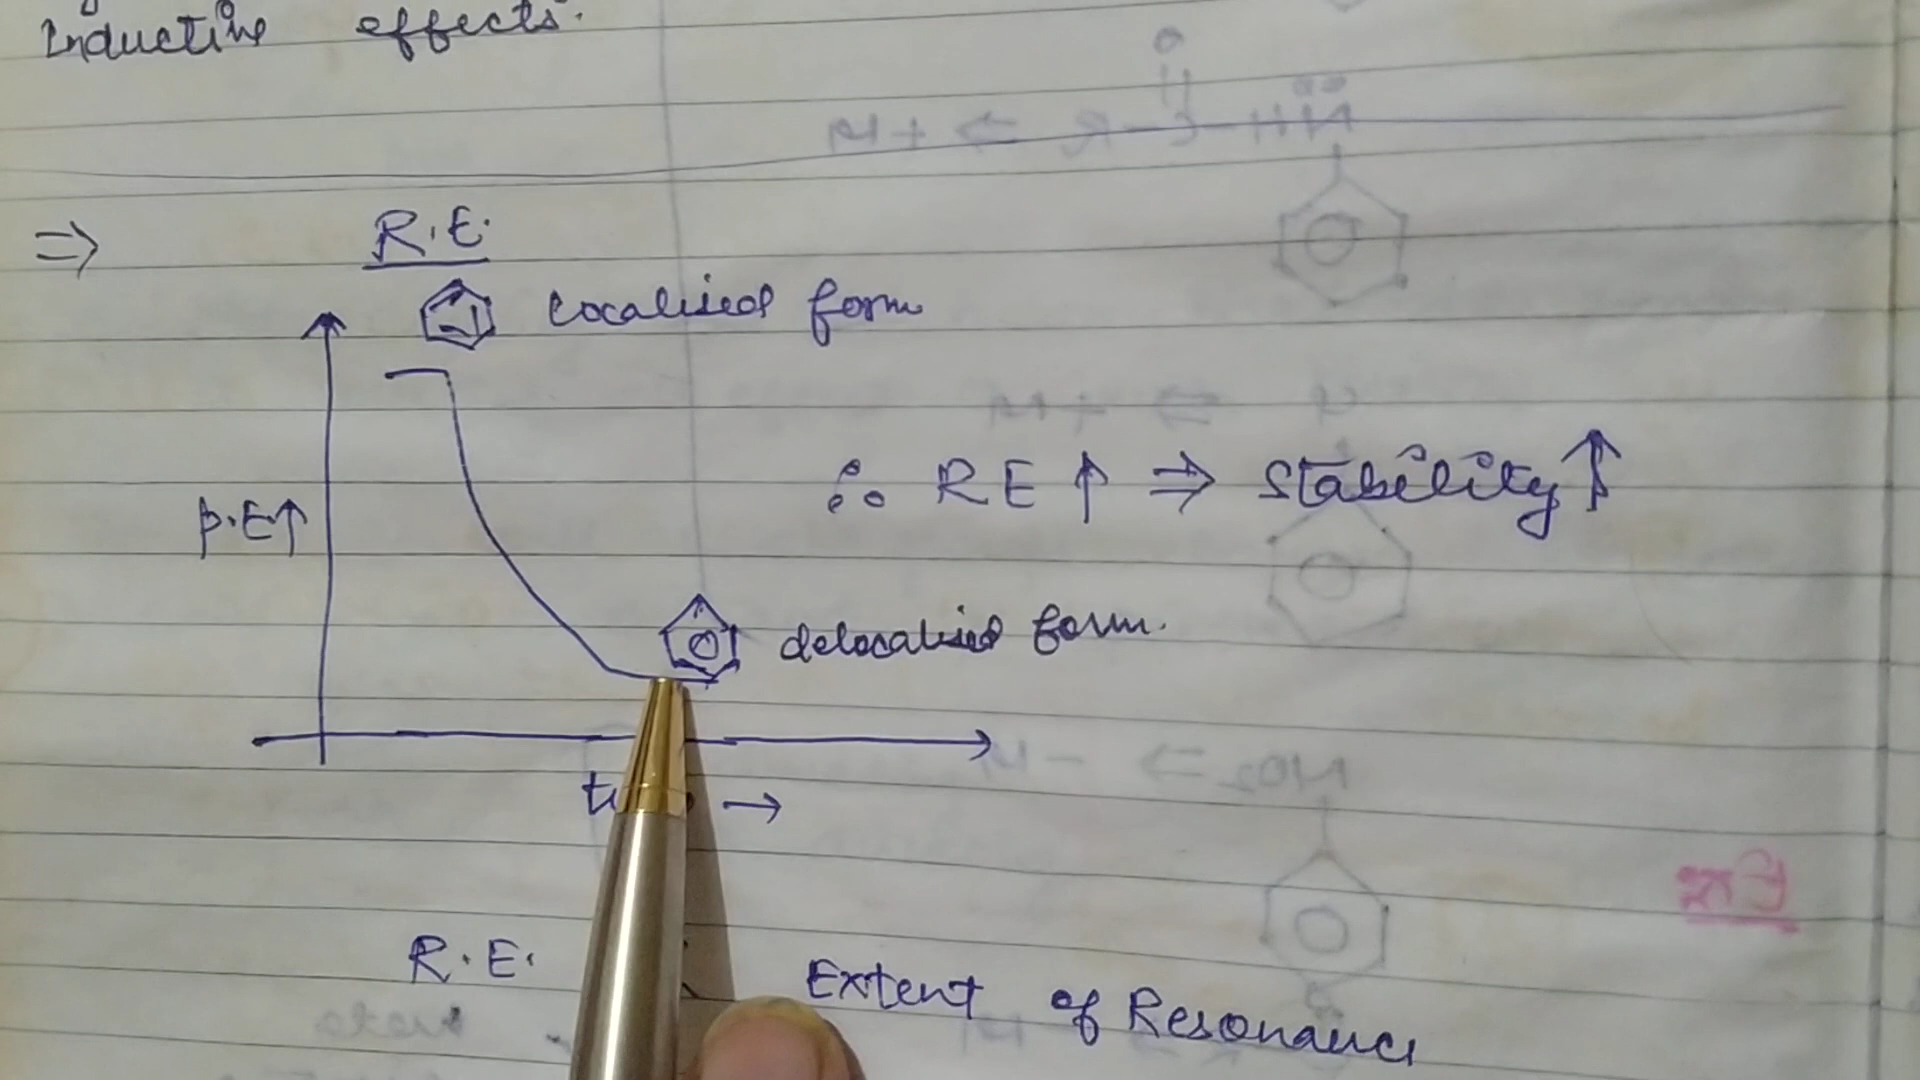 Inductive effects.
⇒ R.E.
localised form
P.E↑
∴ RE ↑ ⇒ Stability ↑
delocalised form.
→
R.E. Extent of Resonance